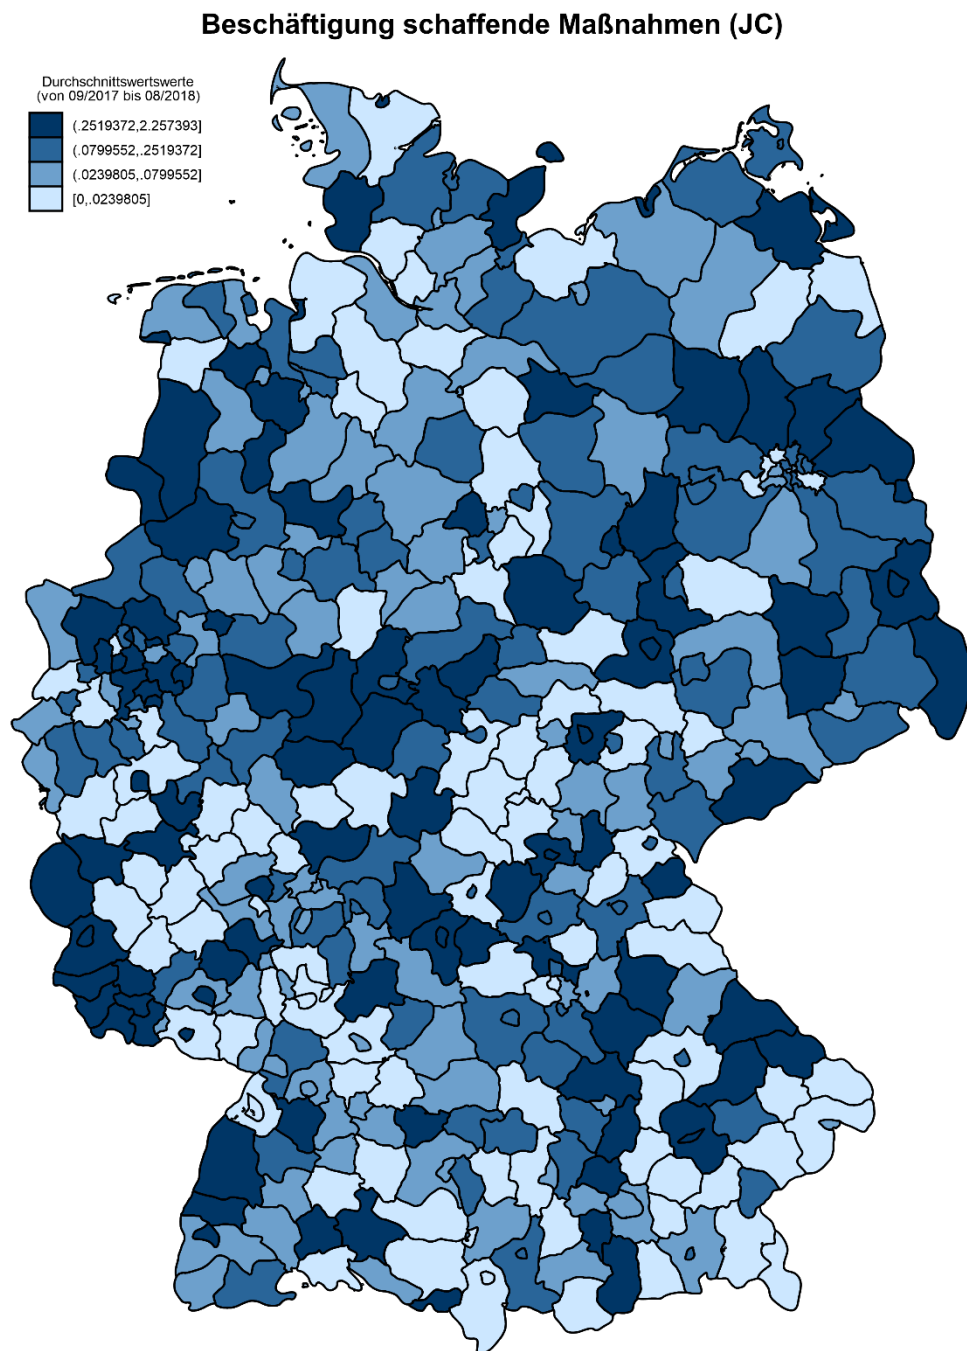 Beschäftigung schaffende Maßnahmen (JC)
Durchschnittswertswerte
(von 09/2017 bis 08/2018)
(.2519372,2.257393]
(.0799552,.2519372]
(.0239805,.0799552]
[0,.0239805]